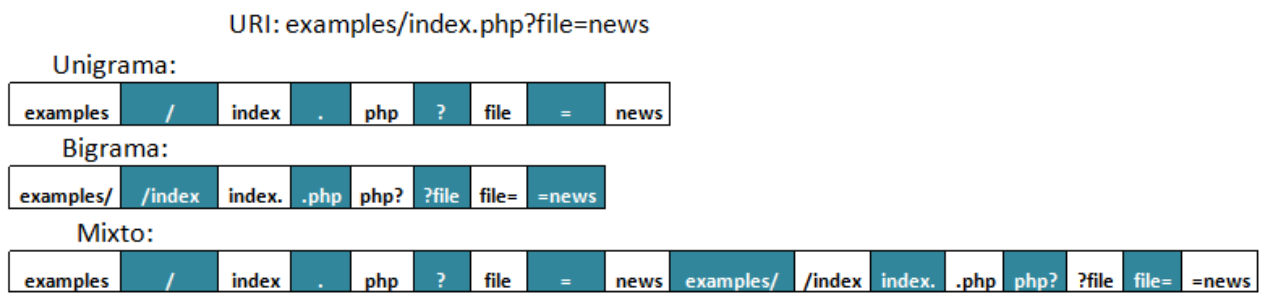 URI: examples/index.php?file=news
Unigrama:
examples / index . php ? file = news
Bigrama:
examples/ /index index. .php php? ?file file= =news
Mixto:
examples / index . php ? file = news examples/ /index index. .php php? ?file file= =news